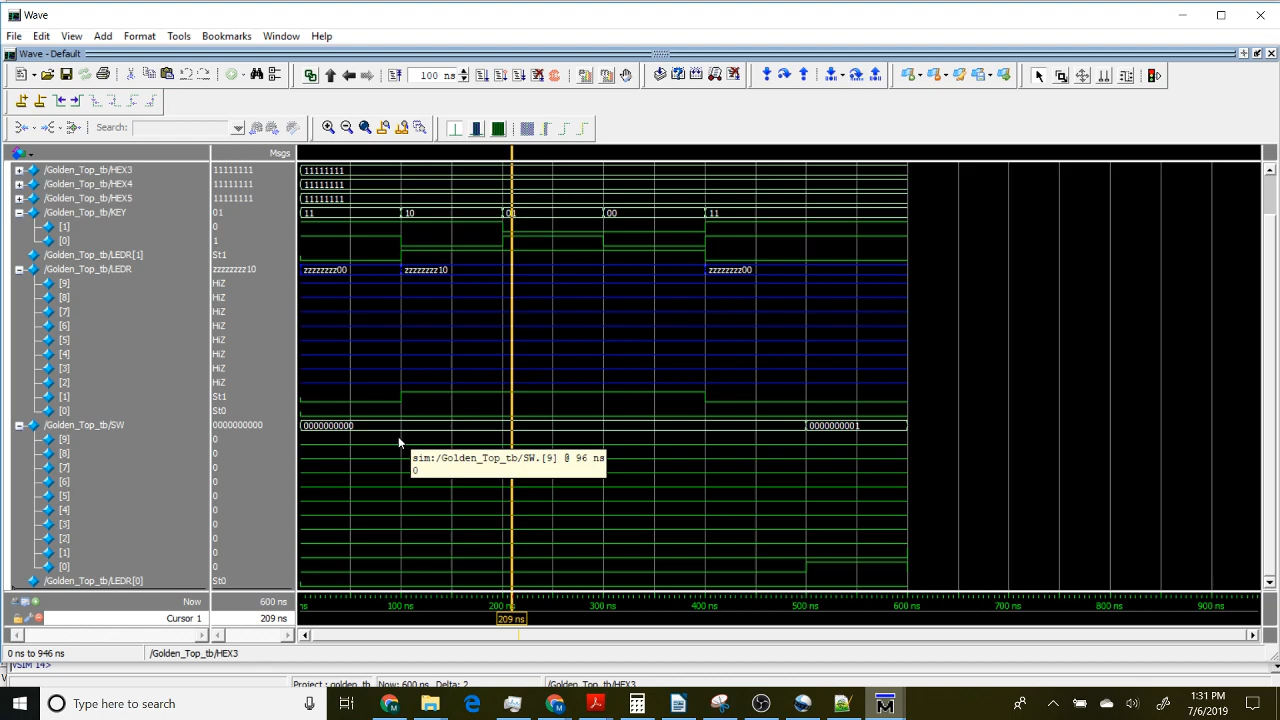 Wave
File Edit View Add Format Tools Bookmarks Window Help
Wave - Default
100 ns
Search:
Msgs
/Golden_Top_tb/HEX3 11111111 11111111
/Golden_Top_tb/HEX4 11111111 11111111
/Golden_Top_tb/HEX5 11111111 11111111
/Golden_Top_tb/KEY 01 11 10 01 00 11
[1] 0
[0] 1
/Golden_Top_tb/LEDR[1] St1
/Golden_Top_tb/LEDR zzzzzzzz10 zzzzzzzz00 zzzzzzzz10 zzzzzzzz00
[9] HiZ
[8] HiZ
[7] HiZ
[6] HiZ
[5] HiZ
[4] HiZ
[3] HiZ
[2] HiZ
[1] St1
[0] St0
/Golden_Top_tb/SW 0000000000 0000000000 0000000001
[9] 0
[8] 0
sim:/Golden_Top_tb/SW.[9] @ 96 ns
0
[7] 0
[6] 0
[5] 0
[4] 0
[3] 0
[2] 0
[1] 0
[0] 0
/Golden_Top_tb/LEDR[0] St0
Now 600 ns ns 100 ns 200 ns 300 ns 400 ns 500 ns 600 ns 700 ns 800 ns 900 ns
Cursor 1 209 ns 209 ns
0 ns to 946 ns /Golden_Top_tb/HEX3
VSIM 14>
Project : golden_tb Now: 600 ns Delta: 2 /Golden_Top_tb/HEX3
Type here to search
1:31 PM
7/6/2019